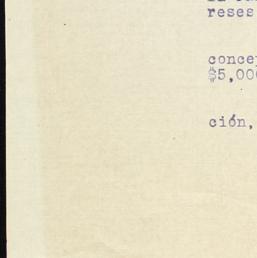 reses
conce
$5,00
ción,